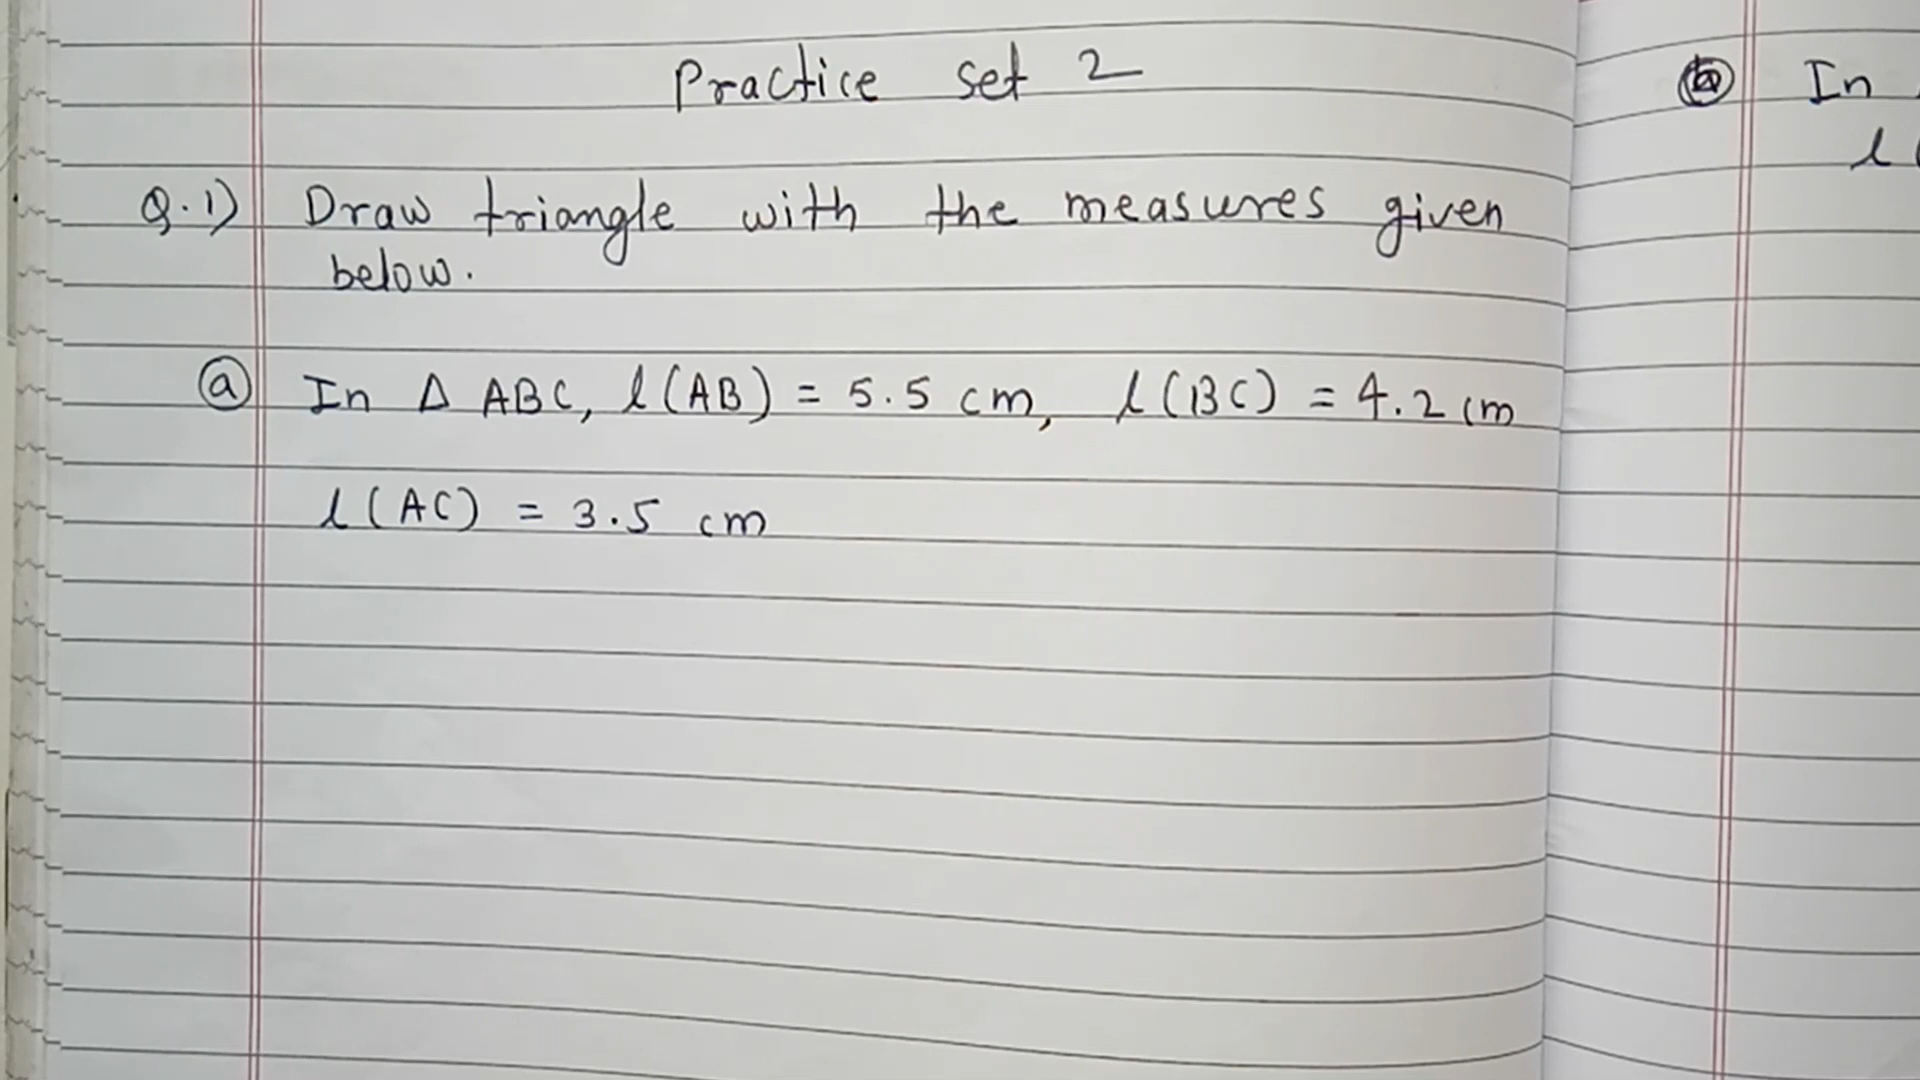 Practice set 2
Q.1) Draw triangle with the measures given
below.
ⓐ In Δ ABC, l(AB) = 5.5 cm, l(BC) = 4.2 cm
l(AC) = 3.5 cm
ⓑ In
l(